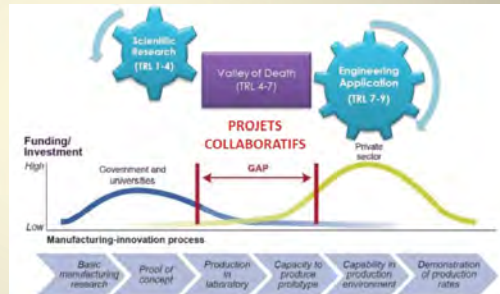 Scientific
Research
(TRL 1-4)
Valley of Death
(TRL 4-7)
Engineering
Application
(TRL 7-9)
PROJETS
COLLABORATIFS
Funding/
Investment
High
Low
Government and
universities
GAP
Private
sector
Manufacturing-innovation process
Basic
manufacturing
research
Proof of
concept
Production
in
laboratory
Capacity to
produce
prototype
Capability in
production
environment
Demonstration
of production
rates